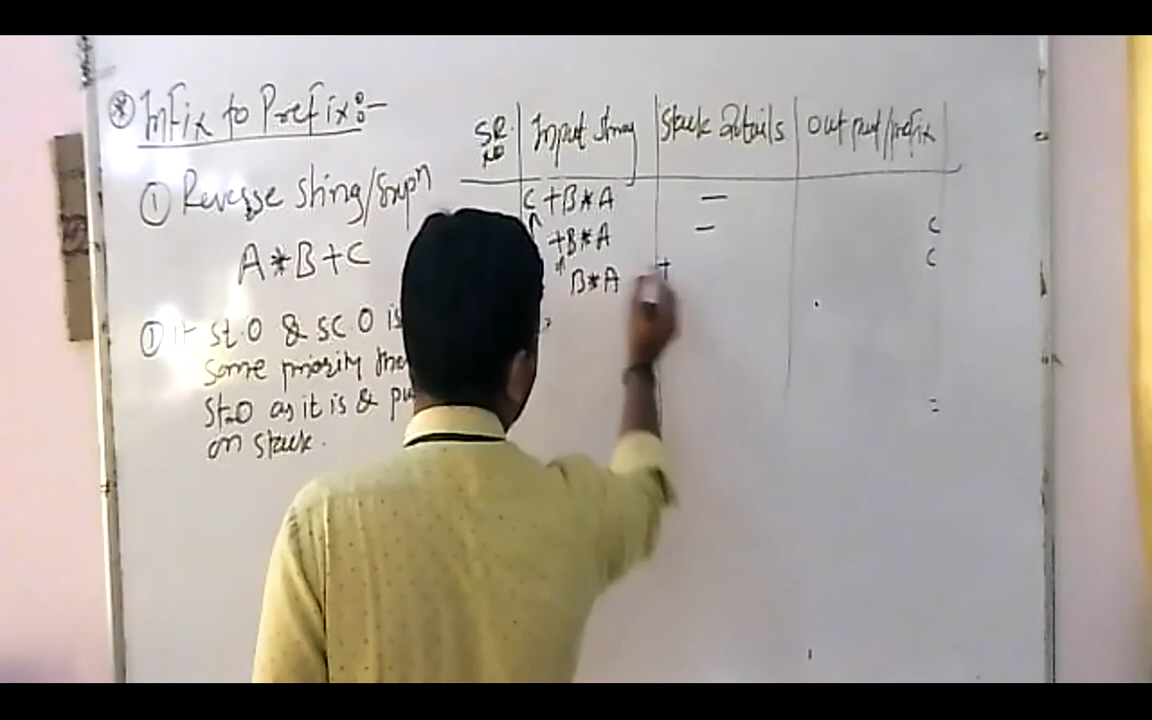 * Infix to Prefix:-
① Reverse String/Expn
A*B+C
① If st.O & sc.O is
same priority the
st.O as it is & pu
on stack.
SR. NO | Input string | Stack Details | output/prefix
C+B*A | —
+B*A | — | C
B*A | + | C